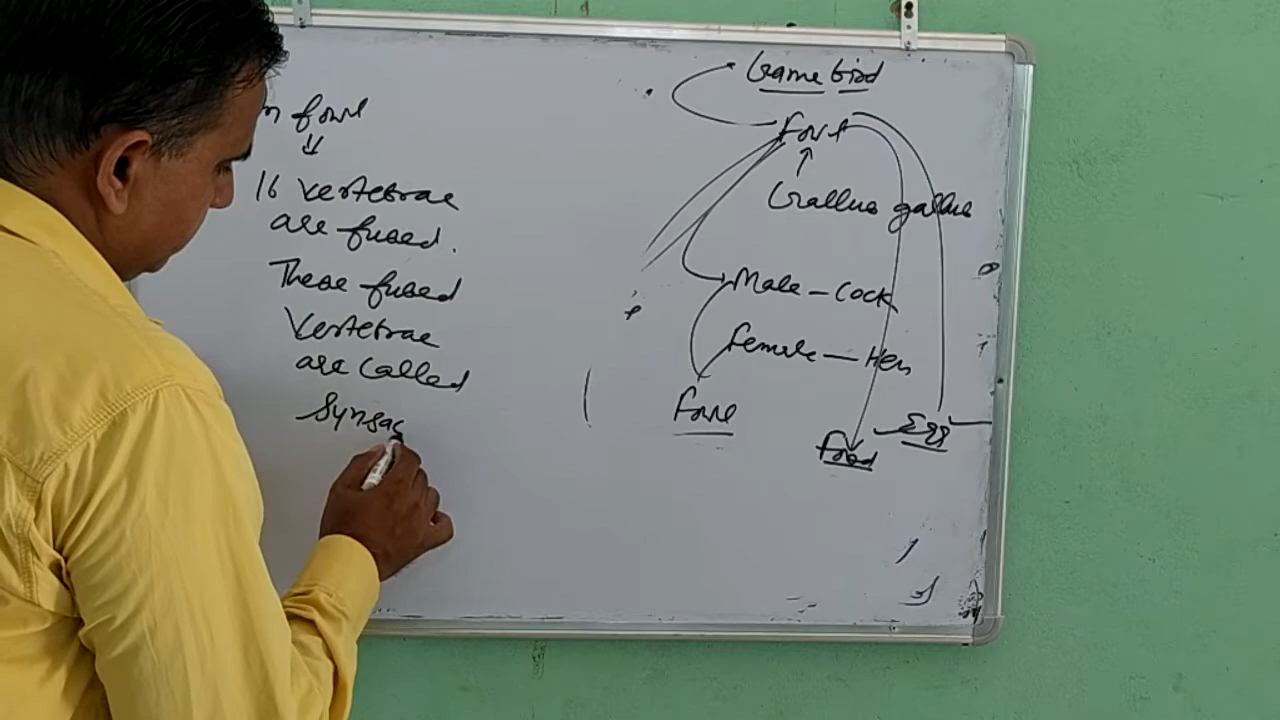 n fowl
16 vertebrae
are fused.
These fused
Vertebrae
are called
Synsac
Game bird
Fowl
Gallus gallus
Male - Cock
Female - Hen
Fowl
Egg
food